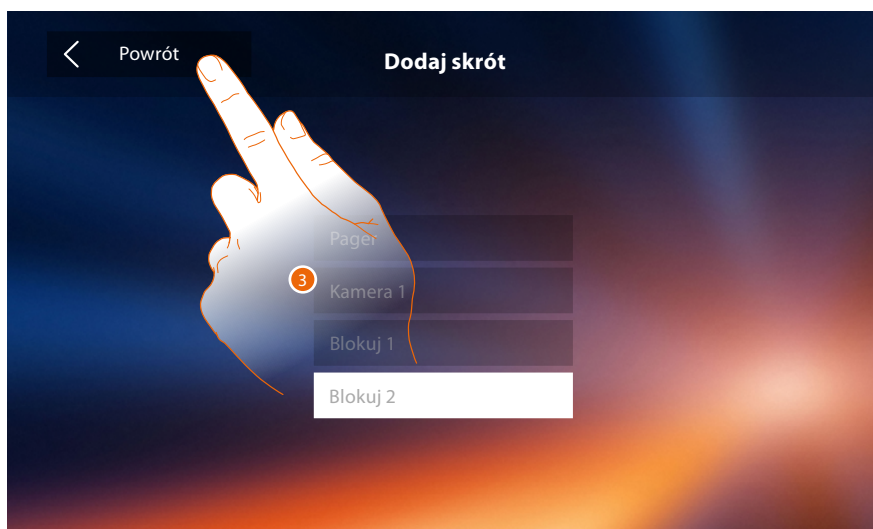 Powrót
Dodaj skrót
Pager
3
Kamera 1
Blokuj 1
Blokuj 2